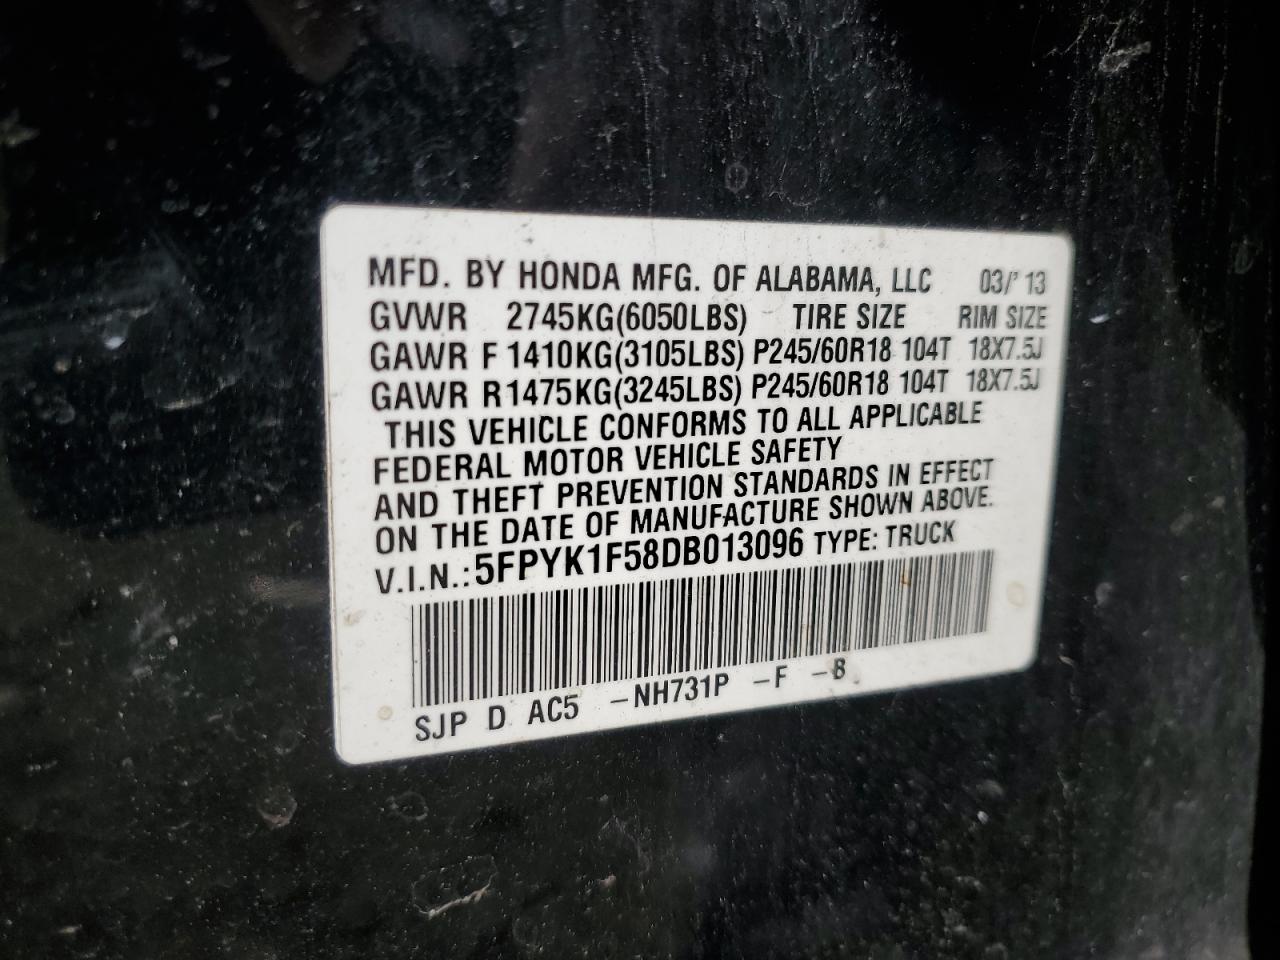 MFD. BY HONDA MFG. OF ALABAMA, LLC 03/'13
GVWR 2745KG(6050LBS) TIRE SIZE RIM SIZE
GAWR F 1410KG(3105LBS) P245/60R18 104T 18X7.5J
GAWR R 1475KG(3245LBS) P245/60R18 104T 18X7.5J
THIS VEHICLE CONFORMS TO ALL APPLICABLE
FEDERAL MOTOR VEHICLE SAFETY
AND THEFT PREVENTION STANDARDS IN EFFECT
ON THE DATE OF MANUFACTURE SHOWN ABOVE.
V.I.N.: 5FPYK1F58DB013096 TYPE: TRUCK
SJP D AC5 -NH731P -F -B